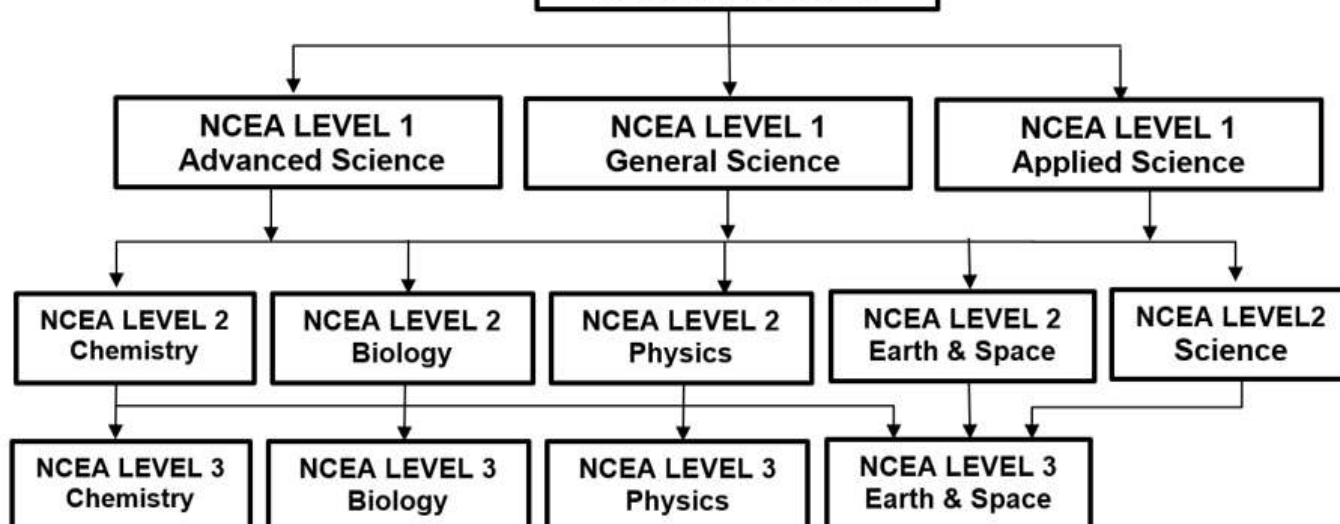 NCEA LEVEL 1
Advanced Science
NCEA LEVEL 1
General Science
NCEA LEVEL 1
Applied Science
NCEA LEVEL 2
Chemistry
NCEA LEVEL 2
Biology
NCEA LEVEL 2
Physics
NCEA LEVEL 2
Earth & Space
NCEA LEVEL2
Science
NCEA LEVEL 3
Chemistry
NCEA LEVEL 3
Biology
NCEA LEVEL 3
Physics
NCEA LEVEL 3
Earth & Space